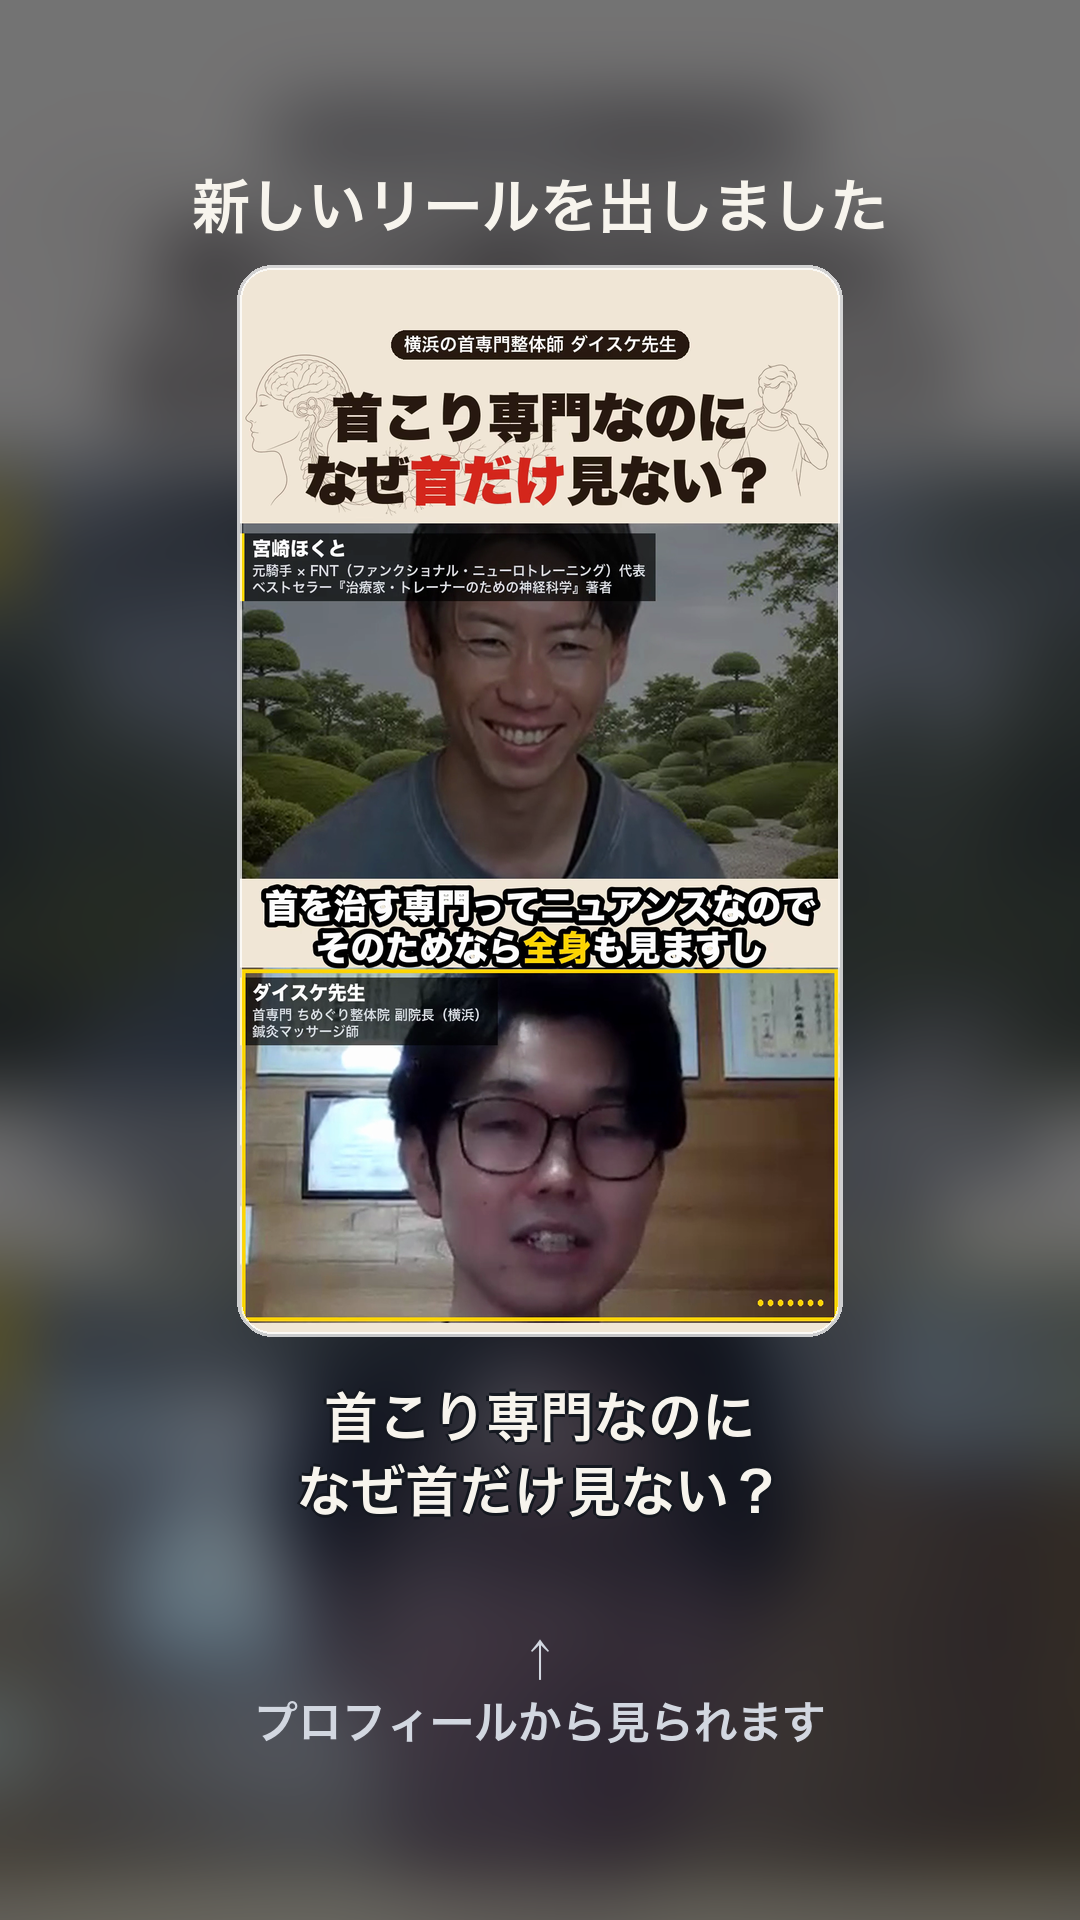 新しいリールを出しました
横浜の首専門整体師 ダイスケ先生
首こり専門なのに
なぜ首だけ見ない？
宮崎ほくと
元騎手 × FNT（ファンクショナル・ニューロトレーニング）代表
ベストセラー『治療家・トレーナーのための神経科学』著者
首を治す専門ってニュアンスなので
そのためなら全身も見ますし
ダイスケ先生
首専門 ちめぐり整体院 副院長（横浜）
鍼灸マッサージ師
首こり専門なのに
なぜ首だけ見ない？
↑
プロフィールから見られます